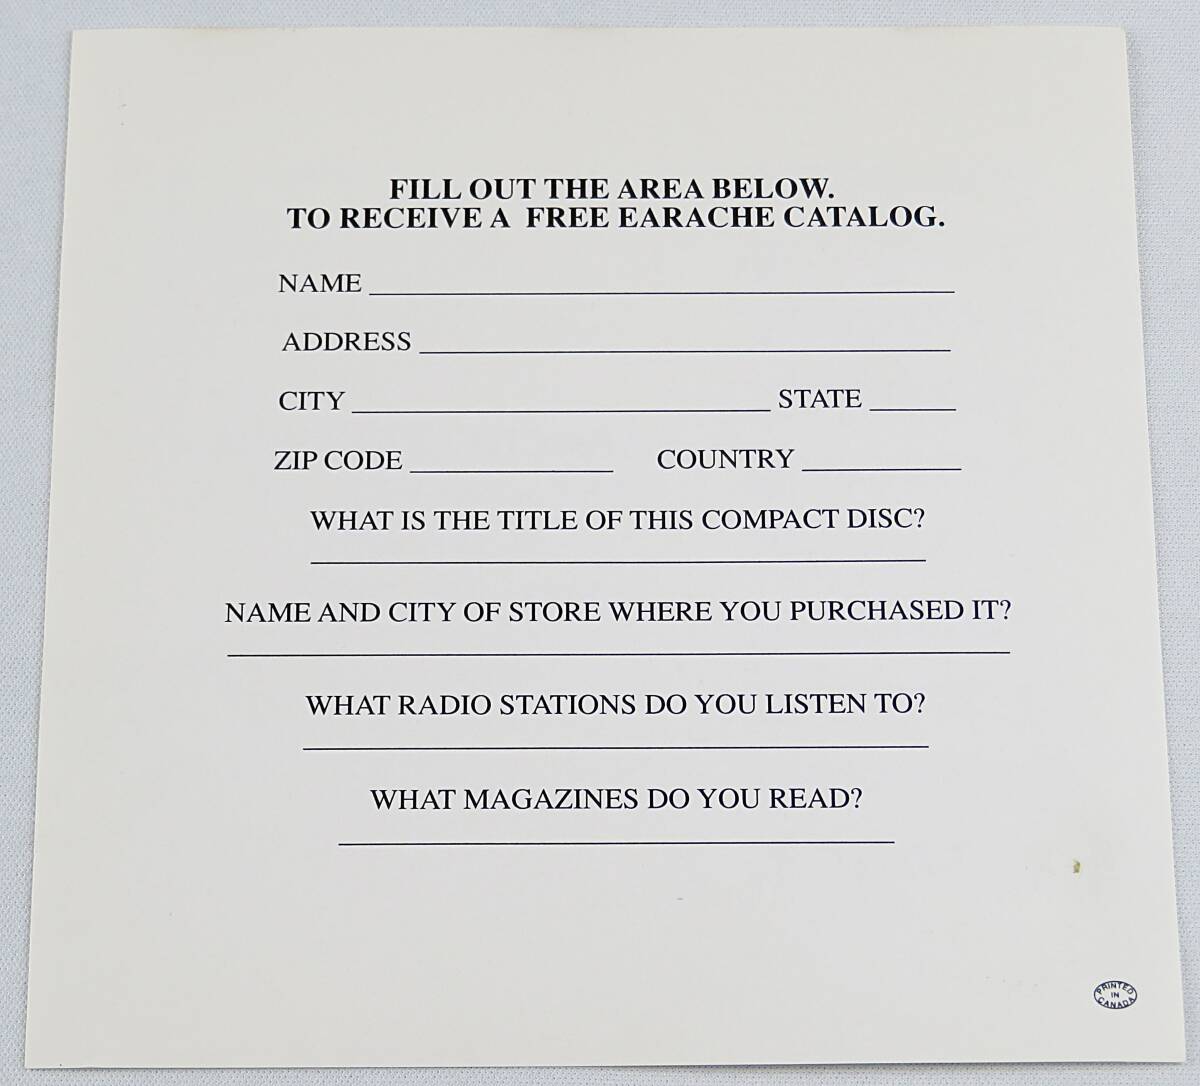 FILL OUT THE AREA BELOW.
TO RECEIVE A FREE EARACHE CATALOG.
NAME
ADDRESS
CITY STATE
ZIP CODE COUNTRY
WHAT IS THE TITLE OF THIS COMPACT DISC?
NAME AND CITY OF STORE WHERE YOU PURCHASED IT?
WHAT RADIO STATIONS DO YOU LISTEN TO?
WHAT MAGAZINES DO YOU READ?
PRINTED
IN
CANADA